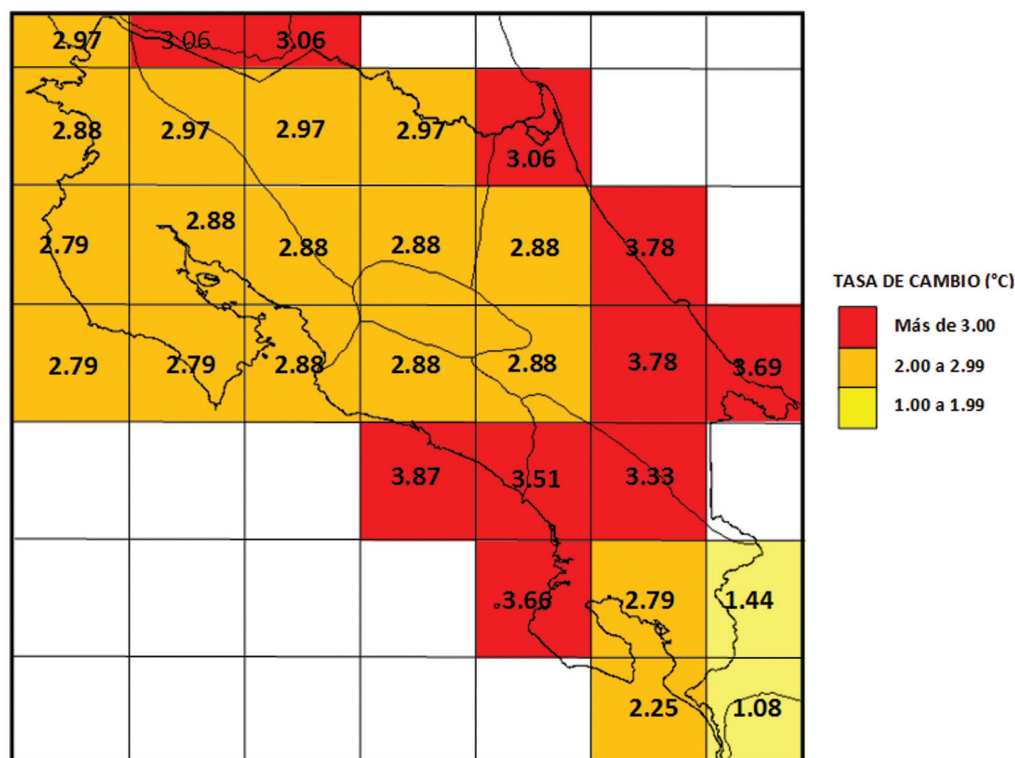 2.97 3.06 3.06
2.88 2.97 2.97 2.97 3.06
2.79 2.88 2.88 2.88 2.88 3.78
2.79 2.79 2.88 2.88 2.88 3.78 3.69
3.87 3.51 3.33
3.66 2.79 1.44
2.25 1.08
TASA DE CAMBIO (°C)
Más de 3.00
2.00 a 2.99
1.00 a 1.99